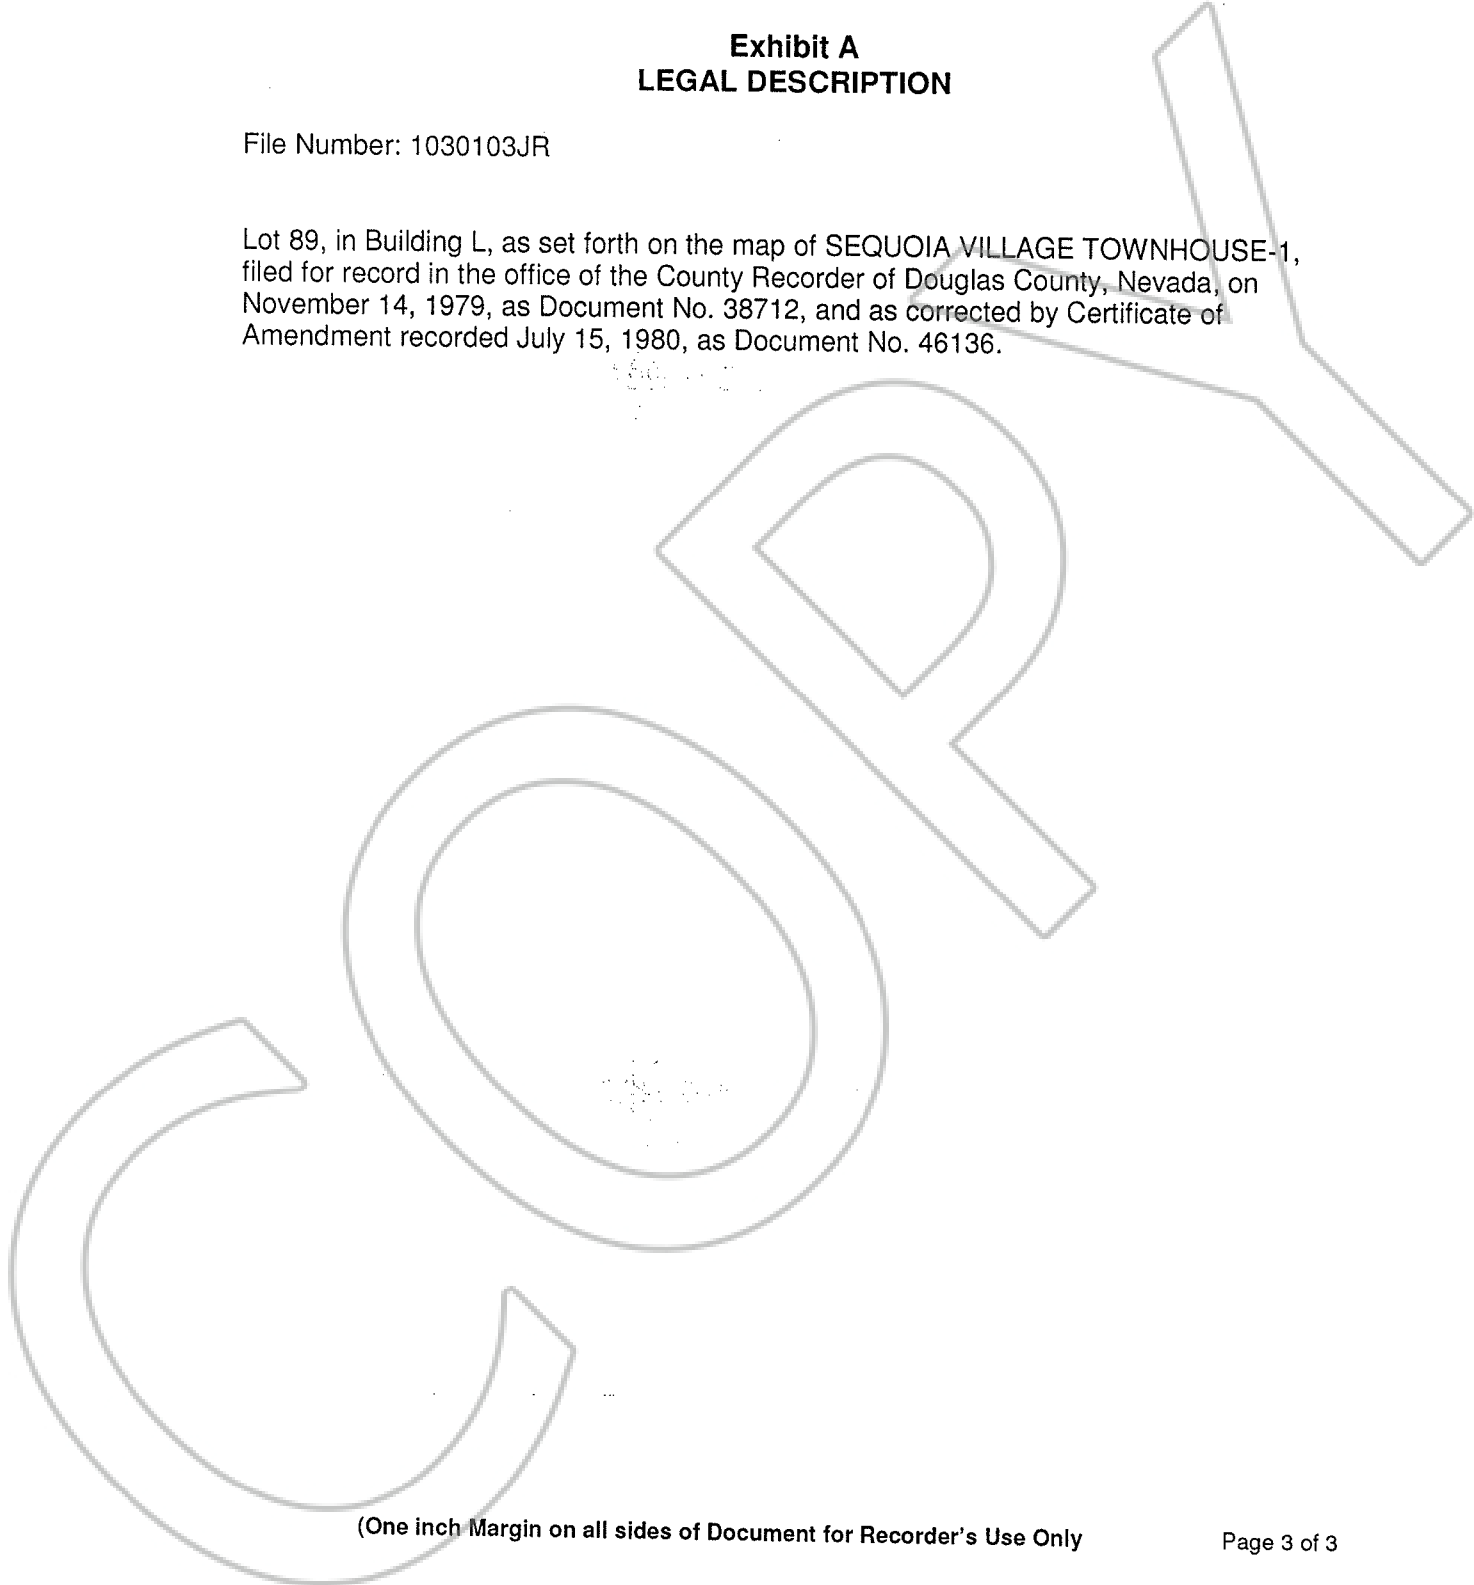 Exhibit A
LEGAL DESCRIPTION
File Number: 1030103JR
Lot 89, in Building L, as set forth on the map of SEQUOIA VILLAGE TOWNHOUSE-1,
filed for record in the office of the County Recorder of Douglas County, Nevada, on
November 14, 1979, as Document No. 38712, and as corrected by Certificate of
Amendment recorded July 15, 1980, as Document No. 46136.
COPY
(One inch Margin on all sides of Document for Recorder's Use Only
Page 3 of 3